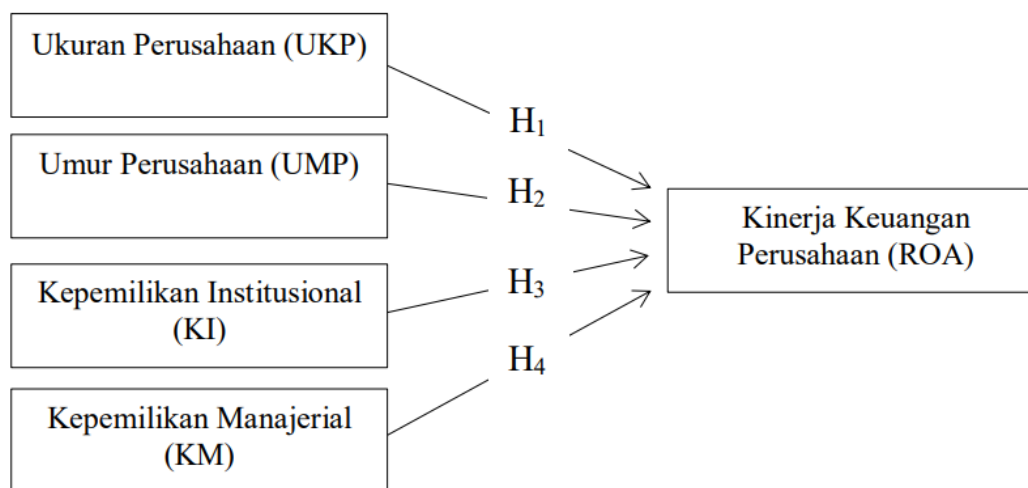 Ukuran Perusahaan (UKP)
H₁
Umur Perusahaan (UMP)
H₂
Kinerja Keuangan
Perusahaan (ROA)
Kepemilikan Institusional
(KI)
H₃
H₄
Kepemilikan Manajerial
(KM)